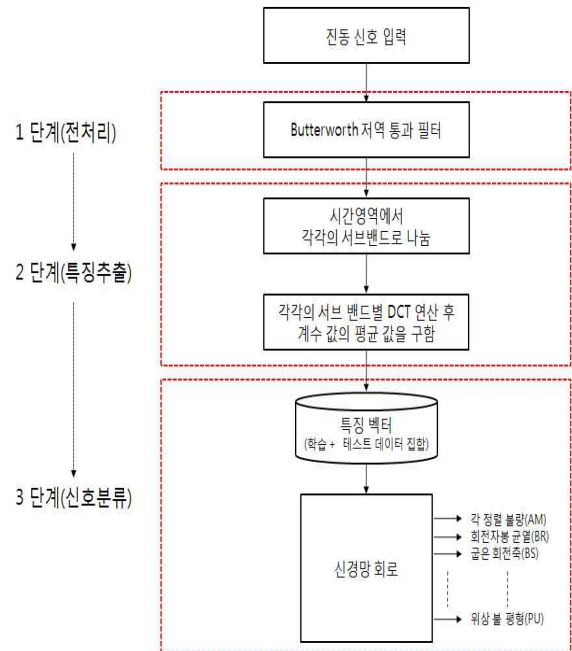 진동 신호 입력
1 단계(전처리)
Butterworth 저역 통과 필터
시간영역에서
각각의 서브밴드로 나눔
2 단계(특징추출)
각각의 서브 밴드별 DCT 연산 후
계수 값의 평균 값을 구함
특징 벡터
(학습 + 테스트 데이터 집합)
3 단계(신호분류)
신경망 회로
각 정렬 불량(AM)
회전자봉 균열(BR)
굽은 회전축(BS)
위상 불 평형(PU)